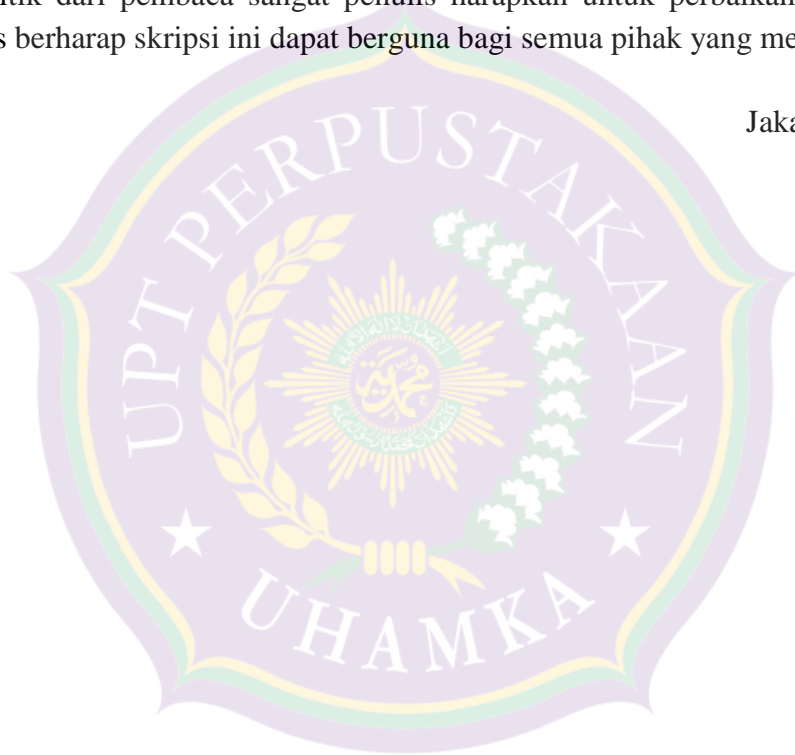 itik dari pembaca sangat penulis harapkan untuk perbaikan
s berharap skripsi ini dapat berguna bagi semua pihak yang me
Jaka
UPT PERPUSTAKAAN
محمدية
UHAMKA